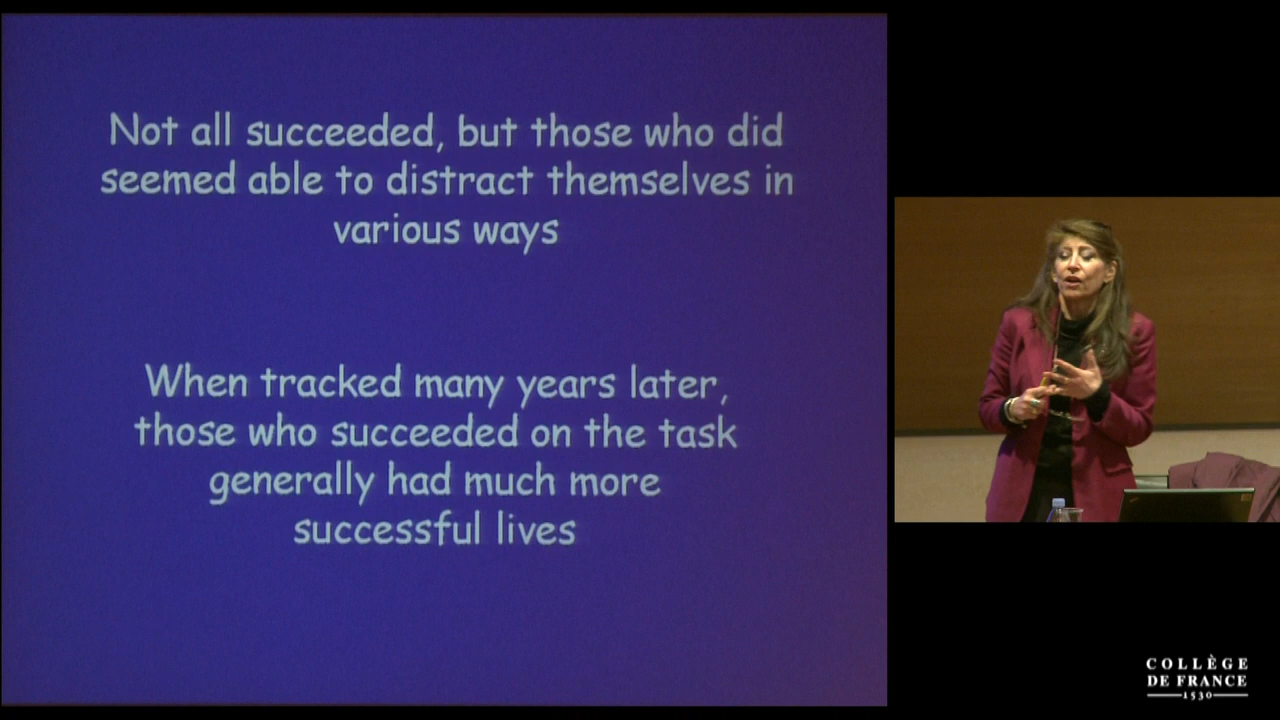 Not all succeeded, but those who did
seemed able to distract themselves in
various ways
When tracked many years later,
those who succeeded on the task
generally had much more
successful lives
COLLÈGE
DE FRANCE
1530